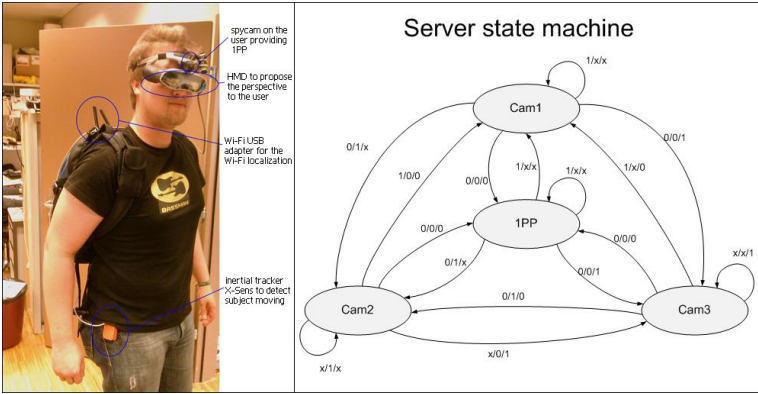 spycam on the
user providing
1PP
HMD to propose
the perspective
to the user
Wi-Fi USB
adapter for the
Wi-Fi localization
inertial tracker
X-Sens to detect
subject moving
Server state machine
1/x/x
Cam1
0/1/x
0/0/1
1/0/0
0/0/0
1/x/x
1/x/x
1/x/0
1PP
0/0/0
0/0/0
0/1/x
0/0/1
x/x/1
Cam2
0/1/0
Cam3
x/0/1
x/1/x